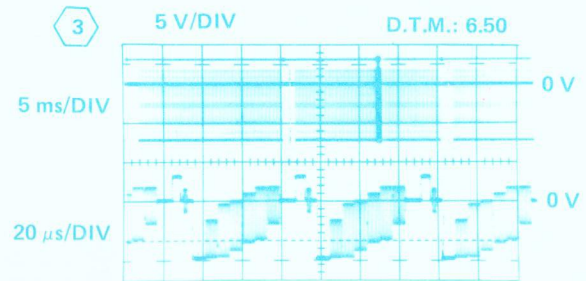 3
5 V/DIV
D.T.M.: 6.50
5 ms/DIV
0 V
20 μs/DIV
0 V